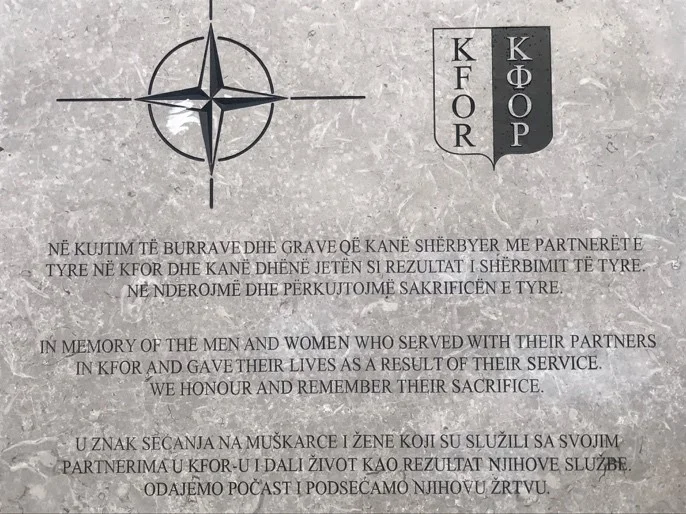 KFOR КФОР
NË KUJTIM TË BURRAVE DHE GRAVE QË KANË SHËRBYER ME PARTNERËT E
TYRE NË KFOR DHE KANË DHËNË JETËN SI REZULTAT I SHËRBIMIT TË TYRE.
NE NDEROJMË DHE PËRKUJTOJMË SAKRIFICËN E TYRE.
IN MEMORY OF THE MEN AND WOMEN WHO SERVED WITH THEIR PARTNERS
IN KFOR AND GAVE THEIR LIVES AS A RESULT OF THEIR SERVICE.
WE HONOUR AND REMEMBER THEIR SACRIFICE.
U ZNAK SEĆANJA NA MUŠKARCE I ŽENE KOJI SU SLUŽILI SA SVOJIM
PARTNERIMA U KFOR-U I DALI ŽIVOT KAO REZULTAT NJIHOVE SLUŽBE.
ODAJEMO POČAST I PODSEĆAMO NJIHOVU ŽRTVU.